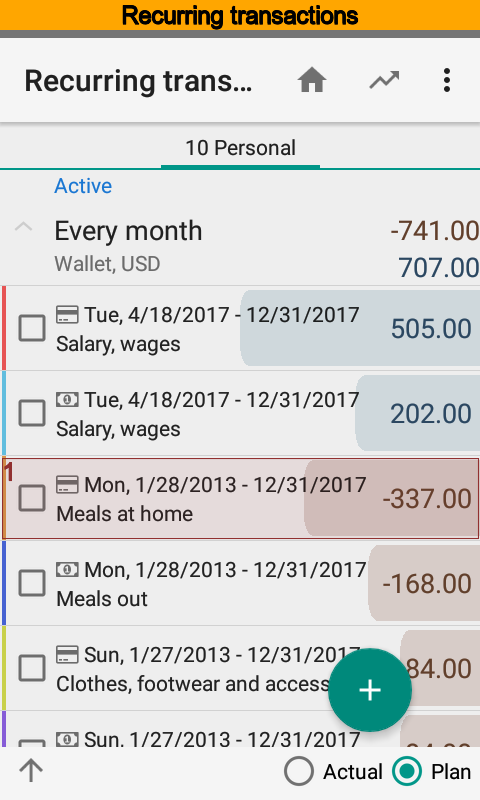 Recurring transactions
Recurring trans...
10 Personal
Active
Every month
-741.00
Wallet, USD
707.00
Tue, 4/18/2017 - 12/31/2017
Salary, wages
505.00
Tue, 4/18/2017 - 12/31/2017
Salary, wages
202.00
1
Mon, 1/28/2013 - 12/31/2017
Meals at home
-337.00
Mon, 1/28/2013 - 12/31/2017
Meals out
-168.00
Sun, 1/27/2013 - 12/31/2017
Clothes, footwear and access
84.00
Sun, 1/27/2013 - 12/31/2017
Actual
Plan